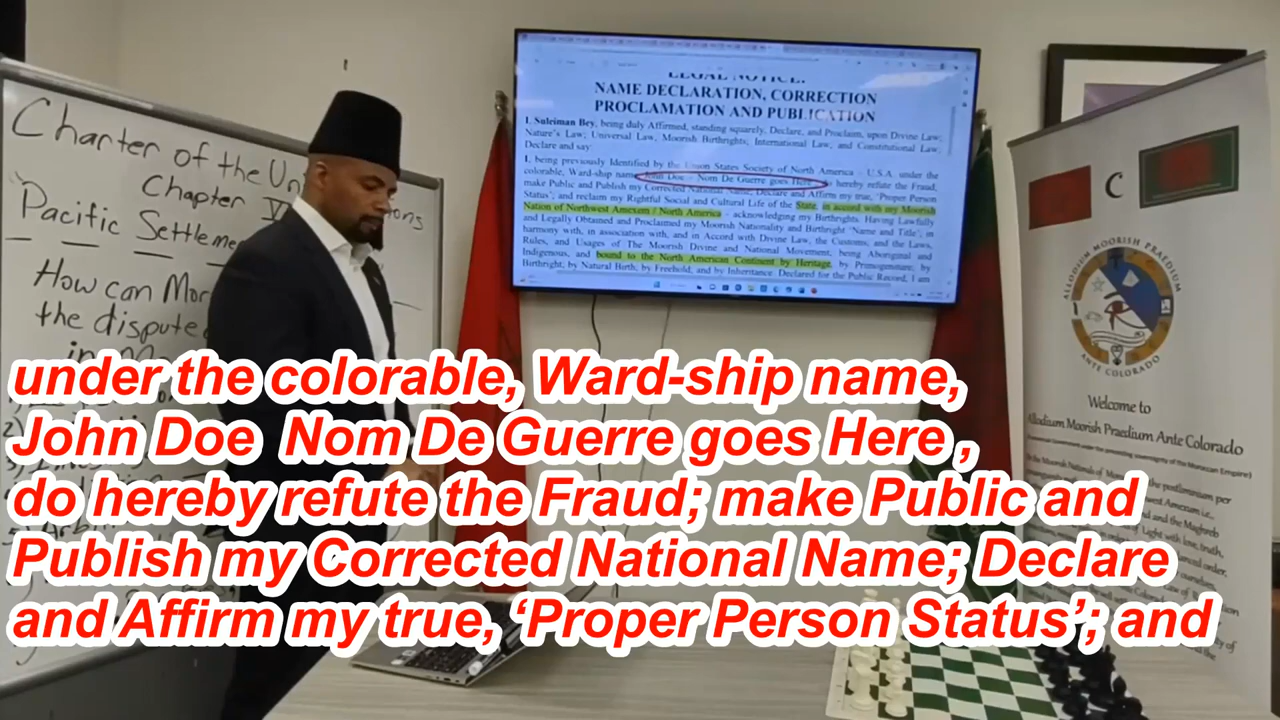 Charter of the Un
Chapter V
ons
"Pacific Settleme
How can Mor
the dispute
LEGAL NOTICE:
NAME DECLARATION, CORRECTION
PROCLAMATION AND PUBLICATION
I, Suleiman Bey, being duly Affirmed, standing squarely, Declare, and Proclaim, upon Divine Law;
Nature's Law; Universal Law, Moorish Birthrights; International Law; and Constitutional Law;
Declare and say:
I, being previously Identified by the Union States Society of North America - U.S.A. under the
colorable, Ward-ship name, John Doe - Nom De Guerre goes Here, do hereby refute the Fraud;
make Public and Publish my Corrected National Name; Declare and Affirm my true, 'Proper Person
Status'; and reclaim my Rightful Social and Cultural Life of the State, in accord with my Moorish
Nation of Northwest Amexem / North America - acknowledging my Birthrights. Having Lawfully
and Legally Obtained and Proclaimed my Moorish Nationality and Birthright 'Name and Title'; in
harmony with, in association with, and in Accord with Divine Law, the Customs, and the Laws,
Rules, and Usages of The Moorish Divine and National Movement, being Aboriginal and
Indigenous, and bound to the North American Continent by Heritage, by Primogeniture, by
Birthright, by Natural Birth, by Freehold, and by Inheritance. Declared for the Public Record, I am
ALLODIUM MOORISH PRAEDIUM
ANTE COLORADO
Welcome to
Allodium Moorish Praedium Ante Colorado
under the colorable, Ward-ship name,
John Doe Nom De Guerre goes Here ,
do hereby refute the Fraud; make Public and
Publish my Corrected National Name; Declare
and Affirm my true, ‘Proper Person Status’; and